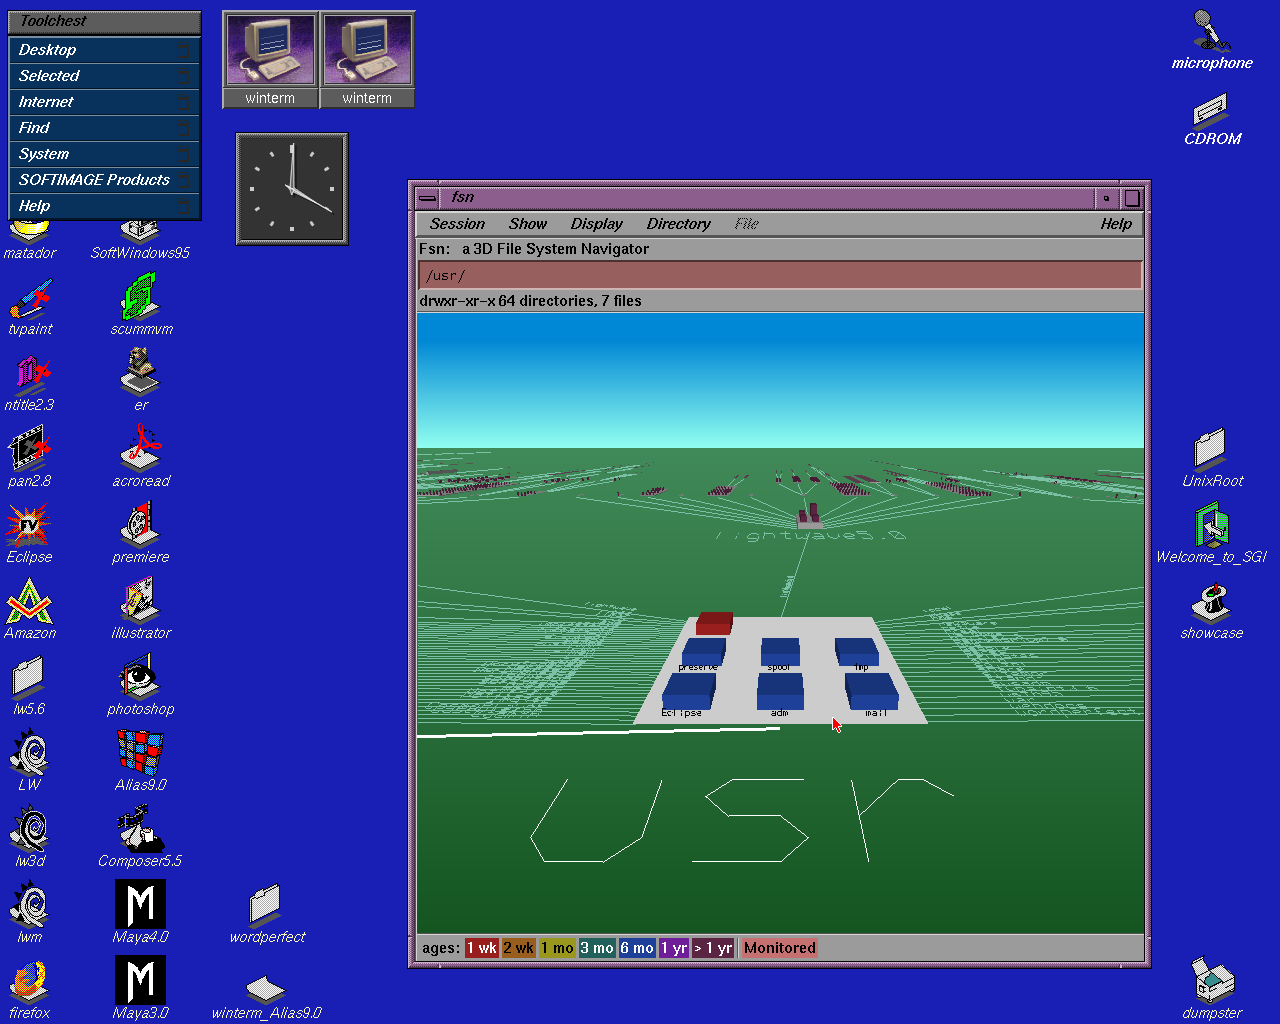 Toolchest
Desktop
Selected
Internet
Find
System
SOFTIMAGE Products
Help
winterm
winterm
microphone
CDROM
matador
SoftWindows95
tvpaint
scummvm
ntitle2.3
er
pan2.8
acroread
Eclipse
premiere
Amazon
illustrator
lw5.6
photoshop
LW
Alias9.0
lw3d
Composer5.5
lwm
Maya4.0
wordperfect
firefox
Maya3.0
winterm_Alias9.0
fsn
Session Show Display Directory File Help
Fsn: a 3D File System Navigator
/usr/
drwxr-xr-x 64 directories, 7 files
lightwave5.0
preserve spool tmp
Eclipse adm mail
usr
ages: 1 wk 2 wk 1 mo 3 mo 6 mo 1 yr > 1 yr Monitored
UnixRoot
Welcome_to_SGI
showcase
dumpster